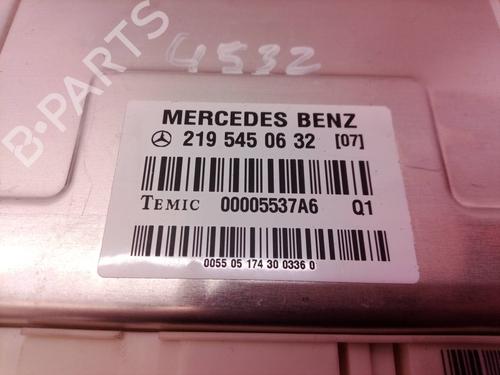 B-PARTS
4532
MERCEDES BENZ
219 545 06 32 [07]
TEMIC 00005537A6 Q1
0055 05 174 30 0336 0